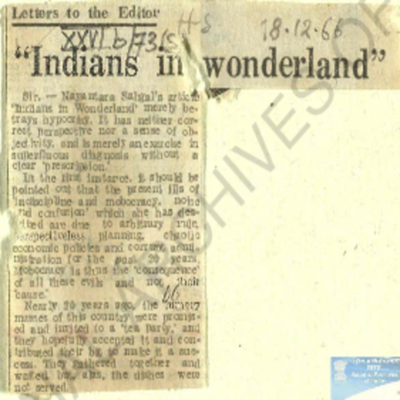 Letters to the Editor
H-S 18.12.66
XXVI b/73/S
"Indians in wonderland"
Sir, — Nayantara Sahgal's article
'Indians in Wonderland' merely be-
trays hypocrisy. It has neither cor-
rect perspective nor a sense of ob-
jectivity, and is merely an exercise in
superfluous diagnosis without a
clear 'prescription.'
In the first instance, it should be
pointed out that the present ills of
indiscipline and mobocracy,
and confusion' which she has des-
cribed are due to arbitrary rule,
planning, chaotic
economic policies and corrupt admi-
nistration for the years.
Mobocracy is thus the 'consequence'
of all these evils and not their
'cause.'
Nearly 20 years ago, the hungry
masses of this country were promis-
ed and invited to a 'tea party,' and
they hopefully accepted it and con-
tributed their bit to make it a suc-
cess. They gathered together and
waited but, alas, the dishes were
not served.
ARCHIVES OF